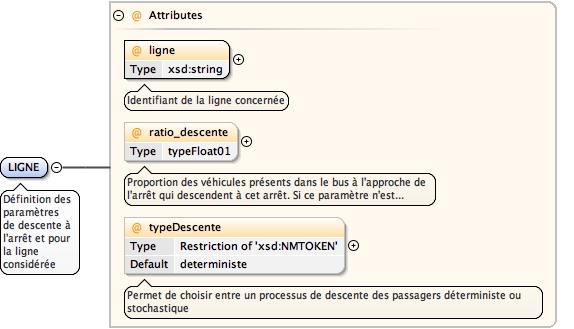 @ Attributes
@ ligne
Type xsd:string
Identifiant de la ligne concernée
@ ratio_descente
Type typeFloat01
Proportion des véhicules présents dans le bus à l'approche de
l'arrêt qui descendent à cet arrêt. Si ce paramètre n'est...
LIGNE
Définition des
paramètres
de descente à
l'arrêt et pour
la ligne
considérée
@ typeDescente
Type Restriction of 'xsd:NMTOKEN'
Default deterministe
Permet de choisir entre un processus de descente des passagers déterministe ou
stochastique